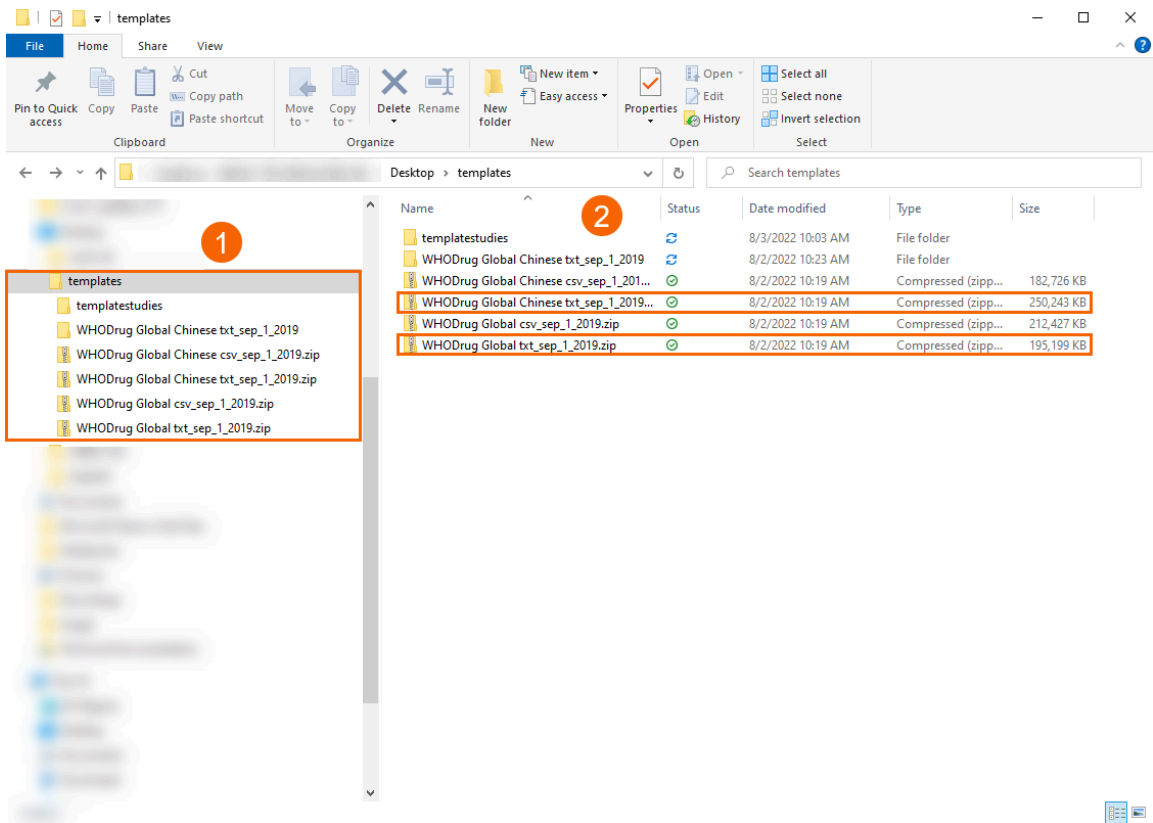 templates
File Home Share View
Pin to Quick access
Copy
Paste
Cut
Copy path
Paste shortcut
Clipboard
Move to
Copy to
Delete
Rename
Organize
New folder
New item
Easy access
New
Properties
Open
Edit
History
Open
Select all
Select none
Invert selection
Select
Desktop > templates
Search templates
1
templates
templatestudies
WHODrug Global Chinese txt_sep_1_2019
WHODrug Global Chinese csv_sep_1_2019.zip
WHODrug Global Chinese txt_sep_1_2019.zip
WHODrug Global csv_sep_1_2019.zip
WHODrug Global txt_sep_1_2019.zip
2
Name Status Date modified Type Size
templatestudies 8/3/2022 10:03 AM File folder
WHODrug Global Chinese txt_sep_1_2019 8/2/2022 10:23 AM File folder
WHODrug Global Chinese csv_sep_1_201... 8/2/2022 10:19 AM Compressed (zipp... 182,726 KB
WHODrug Global Chinese txt_sep_1_2019... 8/2/2022 10:19 AM Compressed (zipp... 250,243 KB
WHODrug Global csv_sep_1_2019.zip 8/2/2022 10:19 AM Compressed (zipp... 212,427 KB
WHODrug Global txt_sep_1_2019.zip 8/2/2022 10:19 AM Compressed (zipp... 195,199 KB